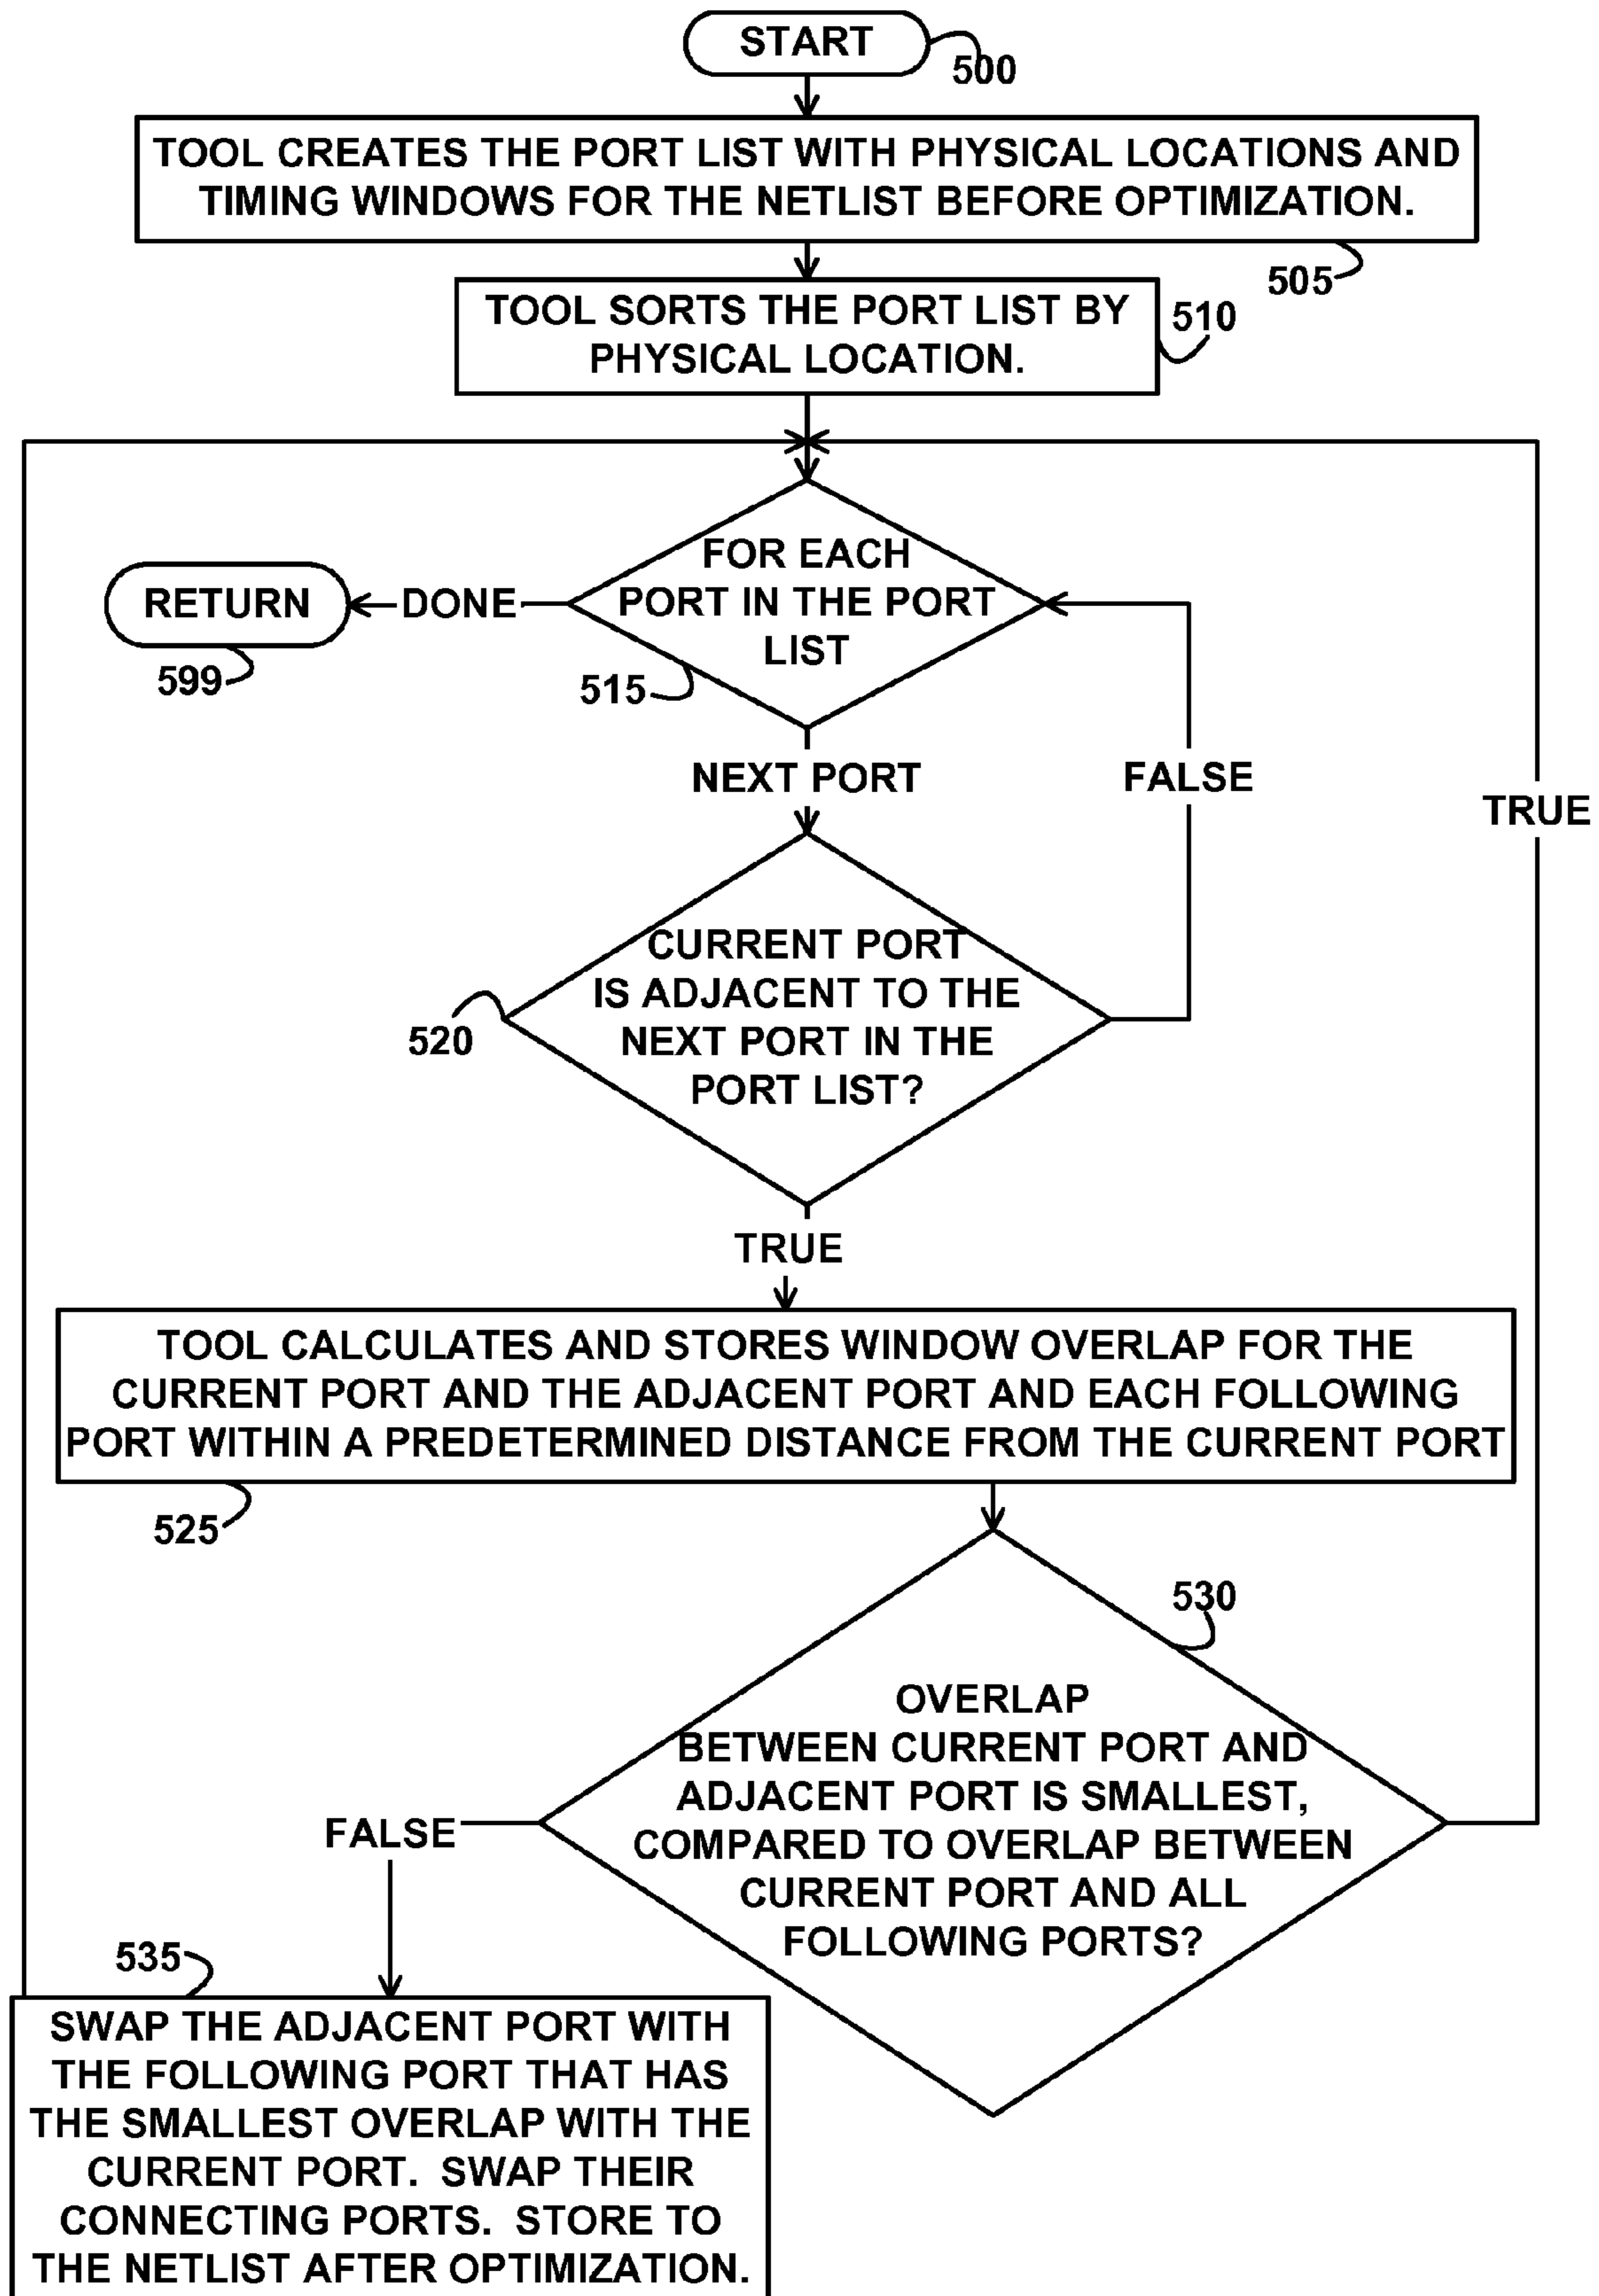 START
500
TOOL CREATES THE PORT LIST WITH PHYSICAL LOCATIONS AND
TIMING WINDOWS FOR THE NETLIST BEFORE OPTIMIZATION.
505
TOOL SORTS THE PORT LIST BY
PHYSICAL LOCATION.
510
FOR EACH
PORT IN THE PORT
LIST
515
DONE
RETURN
599
NEXT PORT
FALSE
TRUE
CURRENT PORT
IS ADJACENT TO THE
NEXT PORT IN THE
PORT LIST?
520
TRUE
TOOL CALCULATES AND STORES WINDOW OVERLAP FOR THE
CURRENT PORT AND THE ADJACENT PORT AND EACH FOLLOWING
PORT WITHIN A PREDETERMINED DISTANCE FROM THE CURRENT PORT
525
530
OVERLAP
BETWEEN CURRENT PORT AND
ADJACENT PORT IS SMALLEST,
COMPARED TO OVERLAP BETWEEN
CURRENT PORT AND ALL
FOLLOWING PORTS?
FALSE
535
SWAP THE ADJACENT PORT WITH
THE FOLLOWING PORT THAT HAS
THE SMALLEST OVERLAP WITH THE
CURRENT PORT. SWAP THEIR
CONNECTING PORTS. STORE TO
THE NETLIST AFTER OPTIMIZATION.